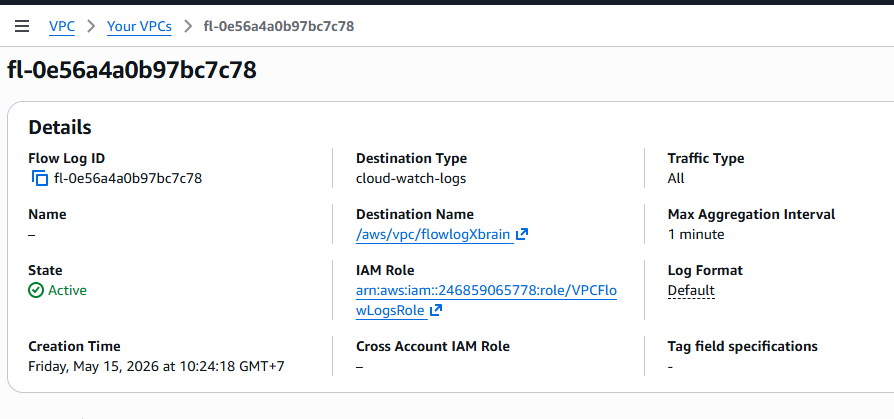 VPC > Your VPCs > fl-0e56a4a0b97bc7c78
fl-0e56a4a0b97bc7c78
Details
Flow Log ID
fl-0e56a4a0b97bc7c78
Destination Type
cloud-watch-logs
Traffic Type
All
Name
–
Destination Name
/aws/vpc/flowlogXbrain
Max Aggregation Interval
1 minute
State
Active
IAM Role
arn:aws:iam::246859065778:role/VPCFlo
wLogsRole
Log Format
Default
Creation Time
Friday, May 15, 2026 at 10:24:18 GMT+7
Cross Account IAM Role
–
Tag field specifications
-